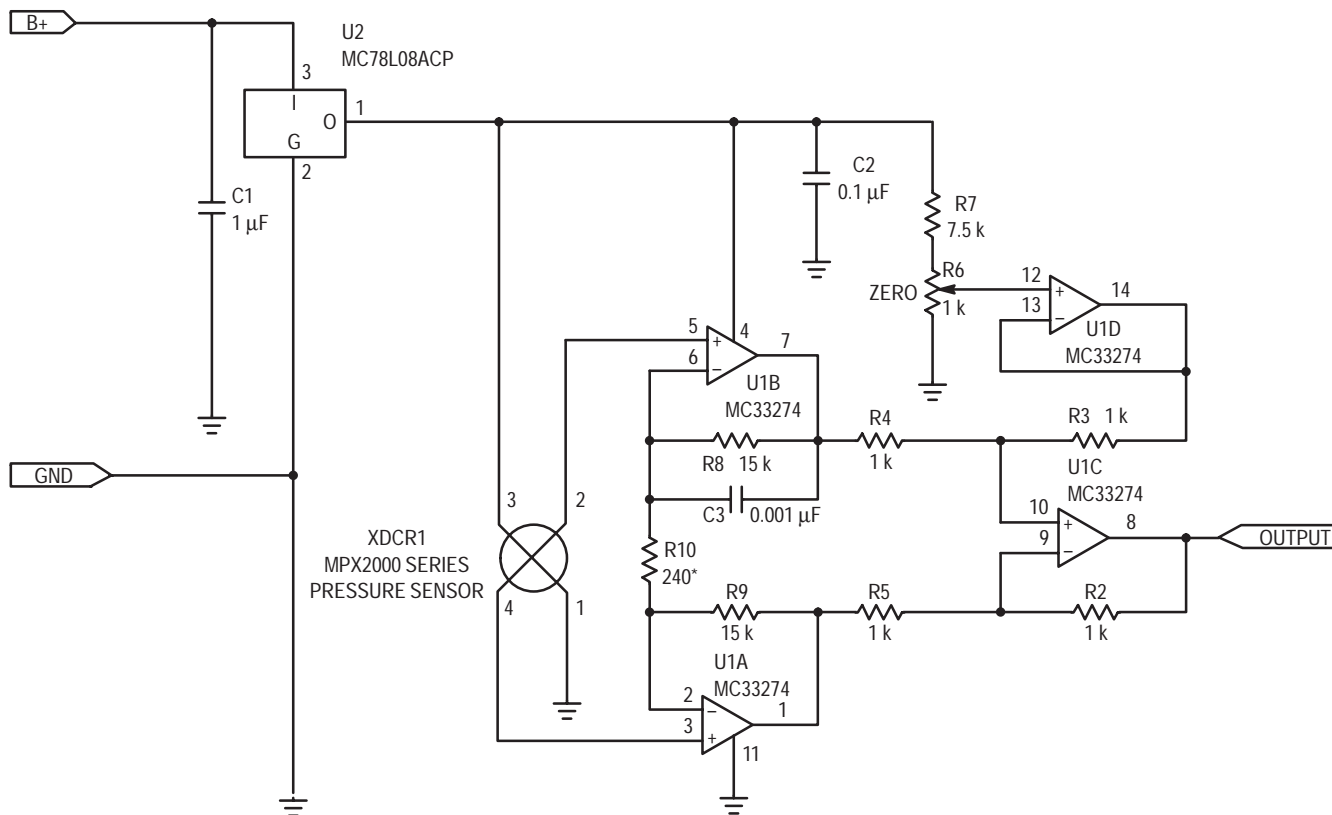 B+
U2
MC78L08ACP
3
I
1
O
G
2
C1
1 µF
C2
0.1 µF
R7
7.5 k
R6
ZERO
1 k
12
+
13
–
14
U1D
MC33274
5
+
4
7
6
–
U1B
MC33274
R4
1 k
R3 1 k
R8 15 k
U1C
MC33274
GND
3
2
C3 0.001 µF
10
+
8
9
–
OUTPUT
XDCR1
MPX2000 SERIES
PRESSURE SENSOR
R10
240*
4
1
R9
15 k
R5
1 k
R2
1 k
U1A
MC33274
2
–
1
3
+
11